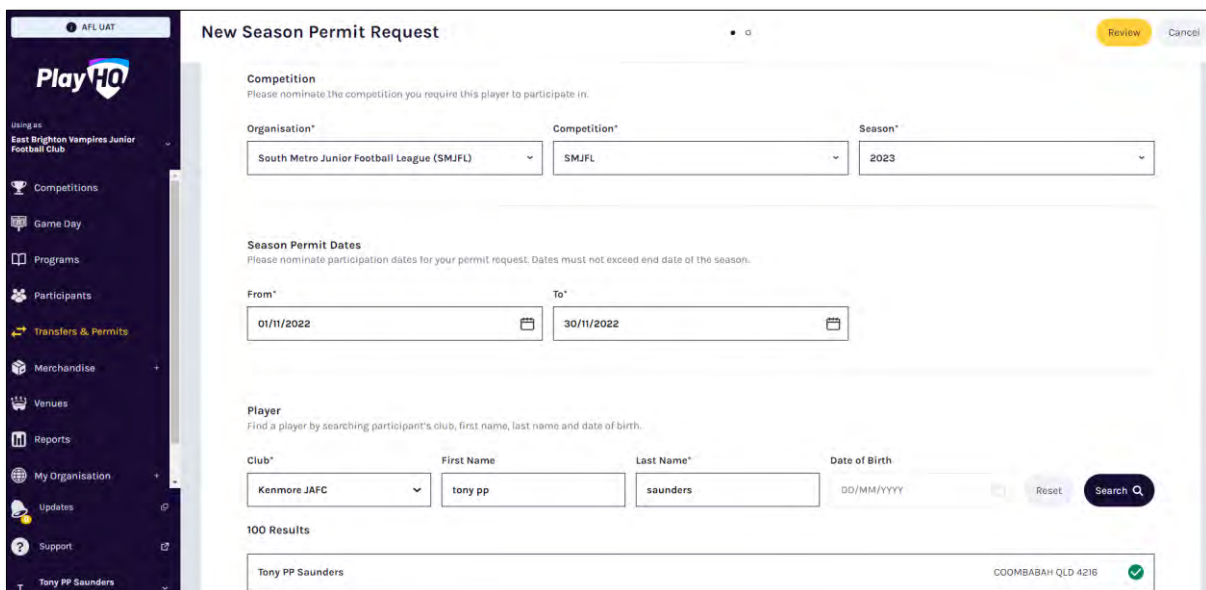 AFL UAT
PlayHQ
Using as
East Brighton Vampires Junior
Football Club
Competitions
Game Day
Programs
Participants
Transfers & Permits
Merchandise +
Venues
Reports
My Organisation +
Updates
Support
T Tony PP Saunders
New Season Permit Request
Review Cancel
Competition
Please nominate the competition you require this player to participate in.
Organisation* Competition* Season*
South Metro Junior Football League (SMJFL) SMJFL 2023
Season Permit Dates
Please nominate participation dates for your permit request. Dates must not exceed end date of the season.
From* To*
01/11/2022 30/11/2022
Player
Find a player by searching participant's club, first name, last name and date of birth.
Club* First Name Last Name* Date of Birth
Kenmore JAFC tony pp saunders DD/MM/YYYY Reset Search
100 Results
Tony PP Saunders COOMBABAH QLD 4216